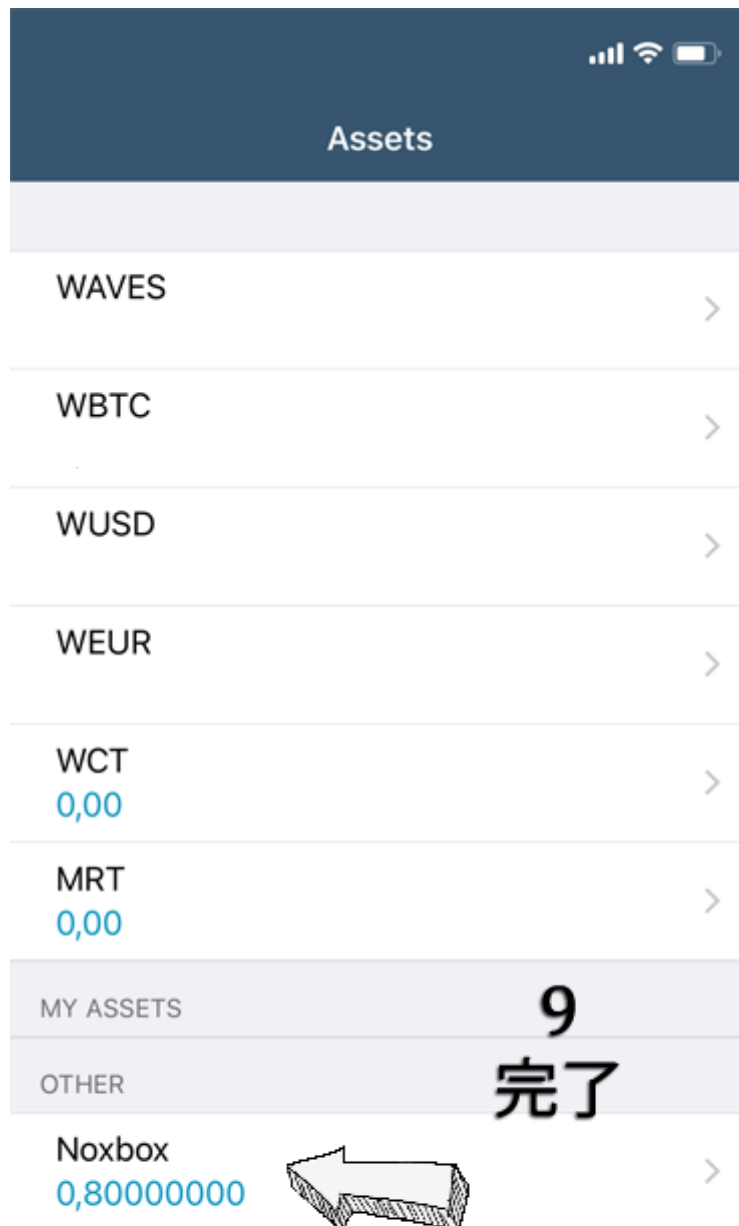 Assets
WAVES
WBTC
WUSD
WEUR
WCT
0,00
MRT
0,00
MY ASSETS
9
OTHER
完了
Noxbox
0,80000000